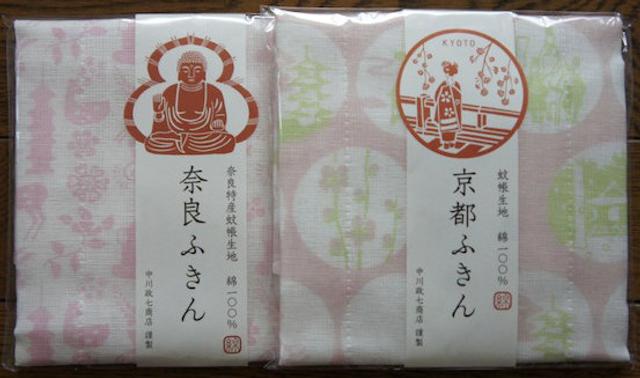 奈良ふきん
奈良特産蚊帳生地 綿一〇〇%
中川政七商店 謹製
KYOTO
京都ふきん
蚊帳生地 綿一〇〇%
中川政七商店 謹製